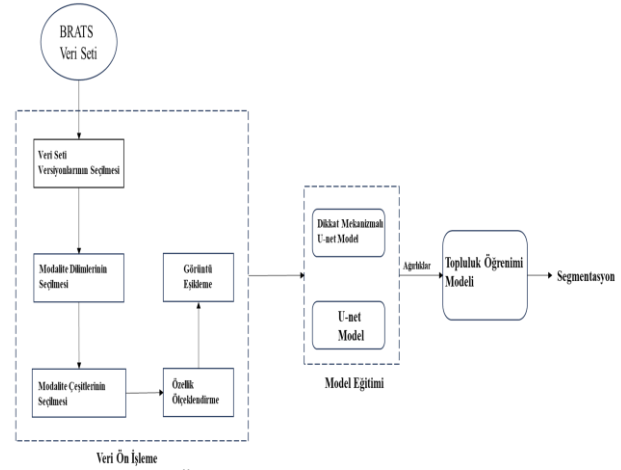 BRATS
Veri Seti
Veri Seti
Versiyonlarının Seçilmesi
Modalite Dilimlerinin
Seçilmesi
Modalite Çeşitlerinin
Seçilmesi
Özellik
Ölçeklendirme
Görüntü
Eşikleme
Veri Ön İşleme
Dikkat Mekanizmalı
U-net Model
U-net
Model
Model Eğitimi
Ağırlıklar
Topluluk Öğrenimi
Modeli
Segmentasyon